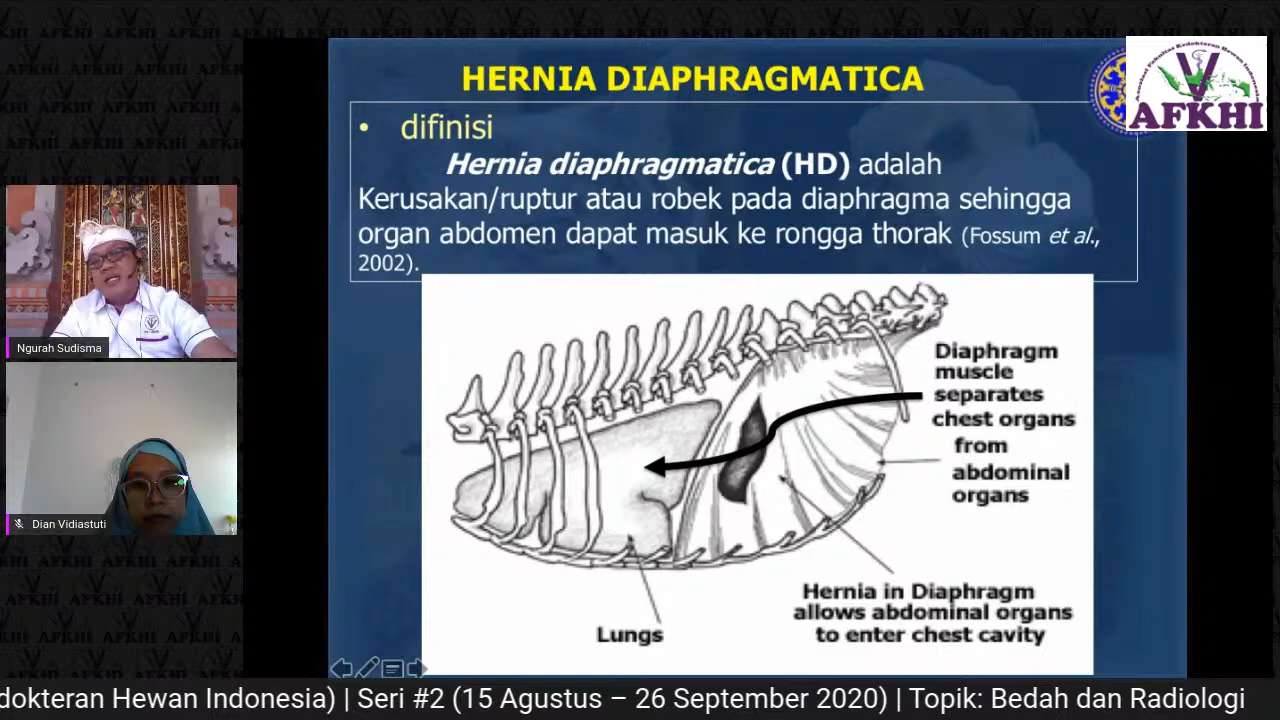 HERNIA DIAPHRAGMATICA
• difinisi
Hernia diaphragmatica (HD) adalah
Kerusakan/ruptur atau robek pada diaphragma sehingga
organ abdomen dapat masuk ke rongga thorak (Fossum et al.,
2002).
Diaphragm
muscle
separates
chest organs
from
abdominal
organs
Hernia in Diaphragm
allows abdominal organs
to enter chest cavity
Lungs
AFKHI
Ngurah Sudisma
Dian Vidiastuti
dokteran Hewan Indonesia) | Seri #2 (15 Agustus – 26 September 2020) | Topik: Bedah dan Radiologi